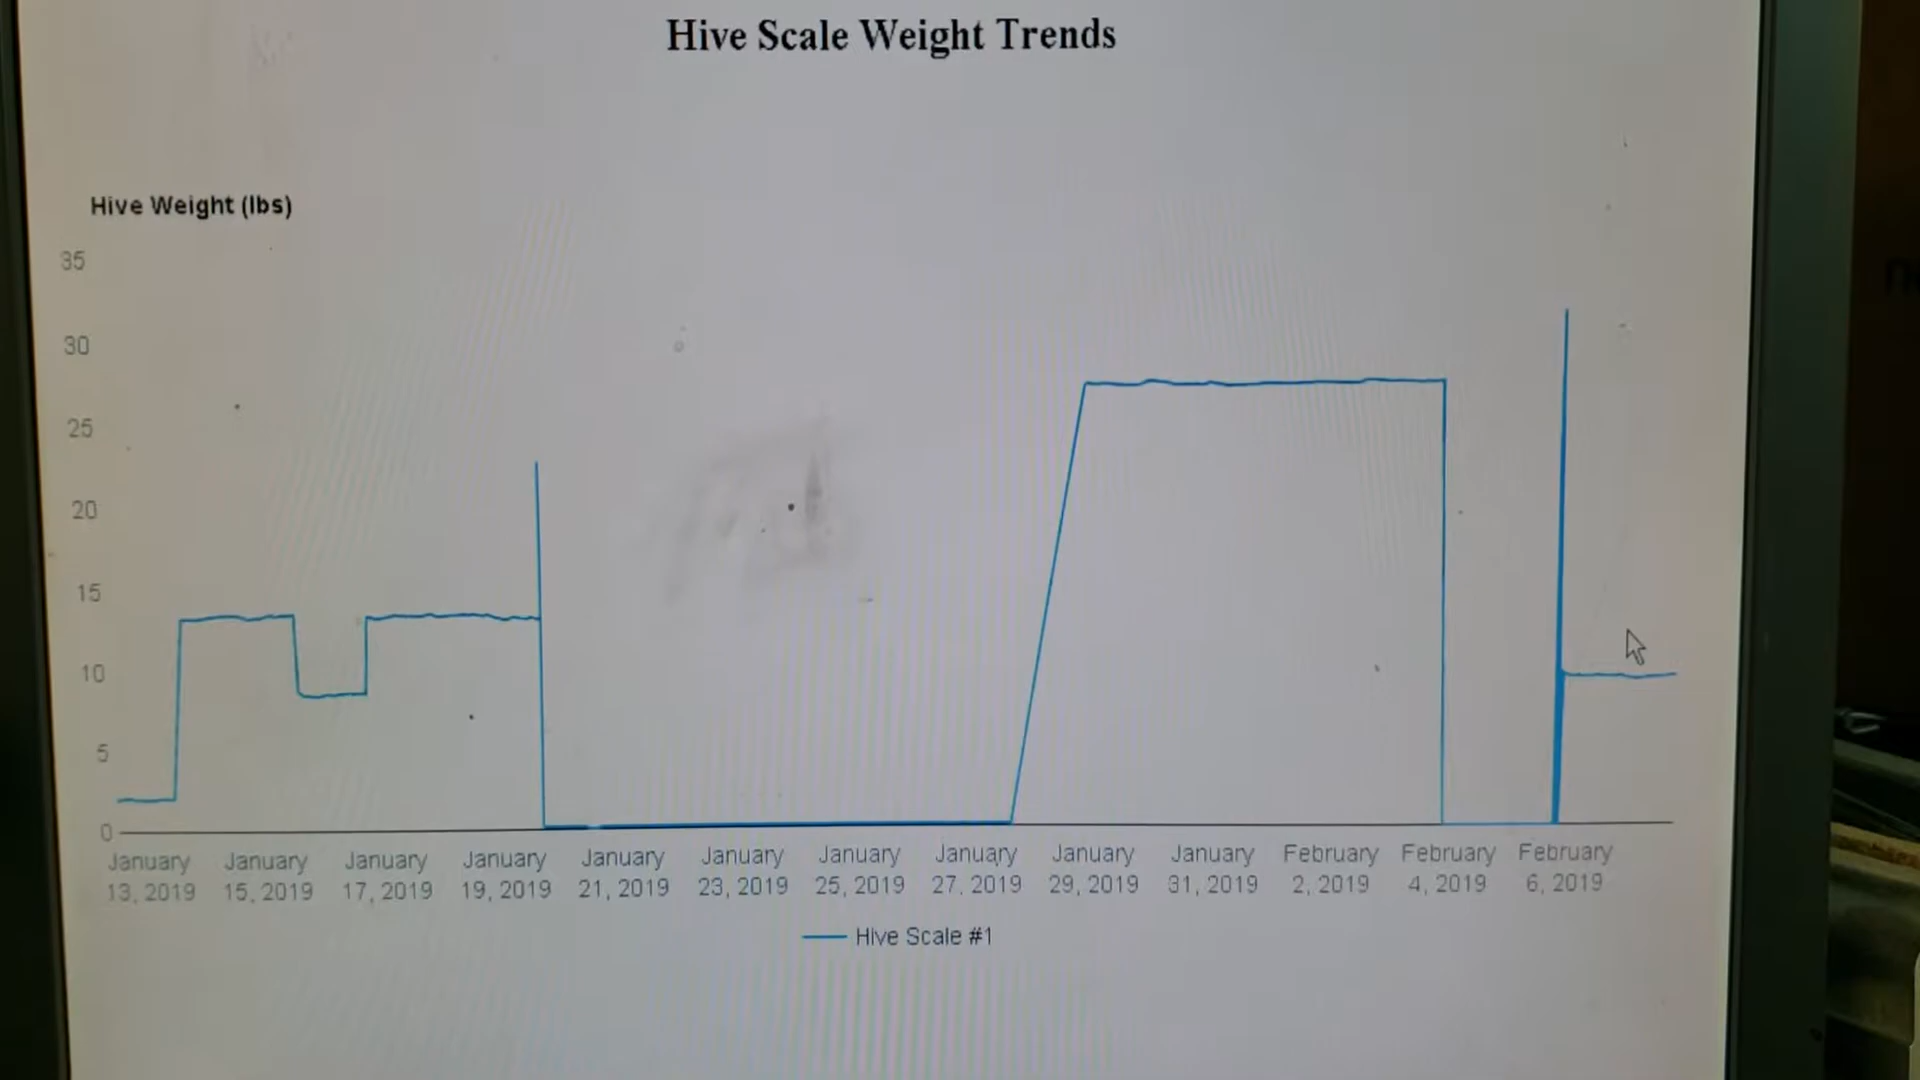 Hive Scale Weight Trends
Hive Weight (lbs)
35
30
25
20
15
10
5
0
January 13, 2019
January 15, 2019
January 17, 2019
January 19, 2019
January 21, 2019
January 23, 2019
January 25, 2019
January 27, 2019
January 29, 2019
January 31, 2019
February 2, 2019
February 4, 2019
February 6, 2019
Hive Scale #1